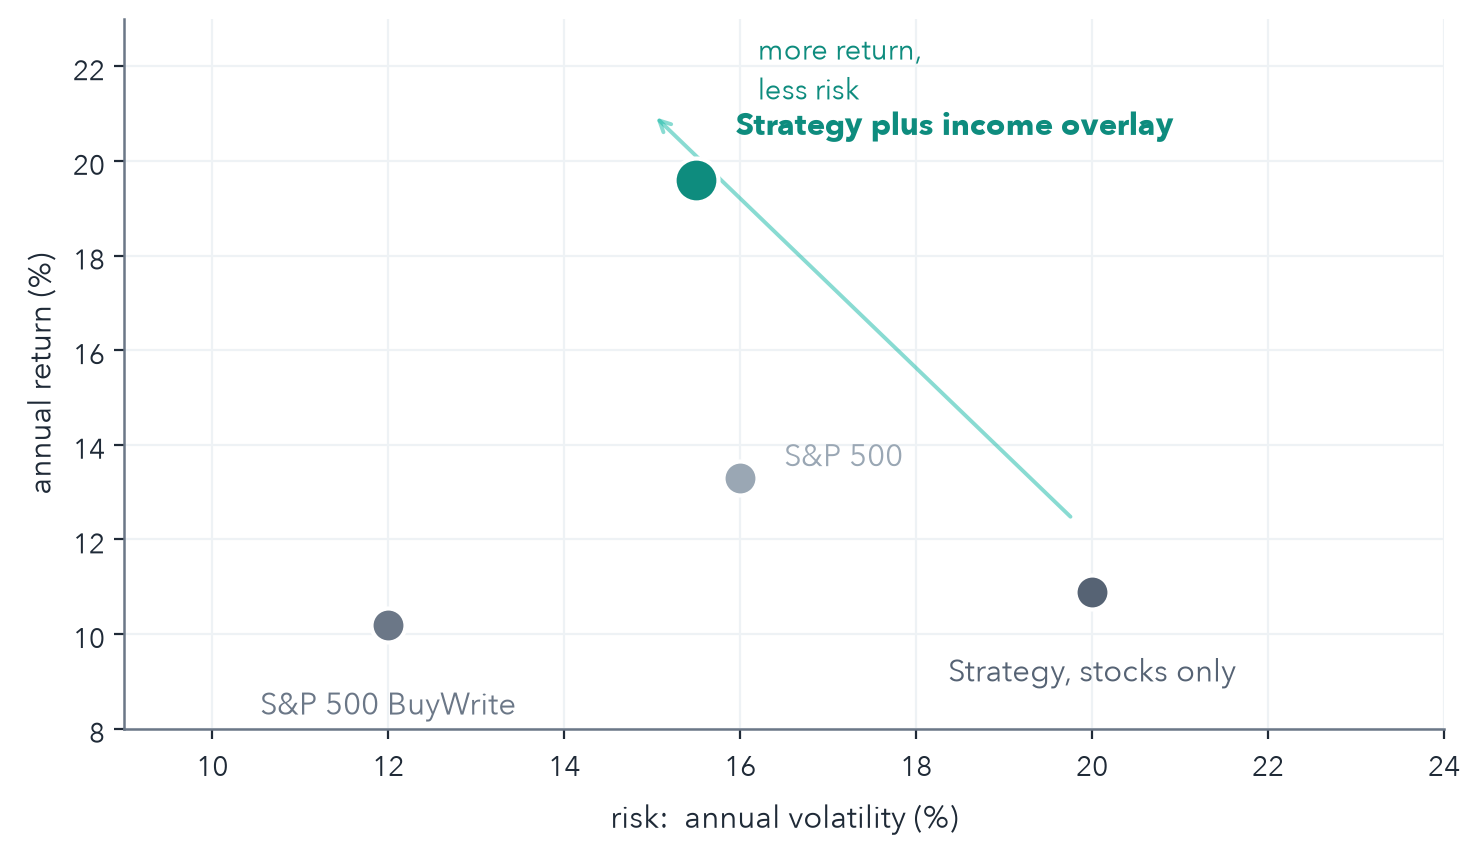 more return,
less risk
Strategy plus income overlay
S&P 500
Strategy, stocks only
S&P 500 BuyWrite
annual return (%)
22
20
18
16
14
12
10
8
10
12
14
16
18
20
22
24
risk:  annual volatility (%)